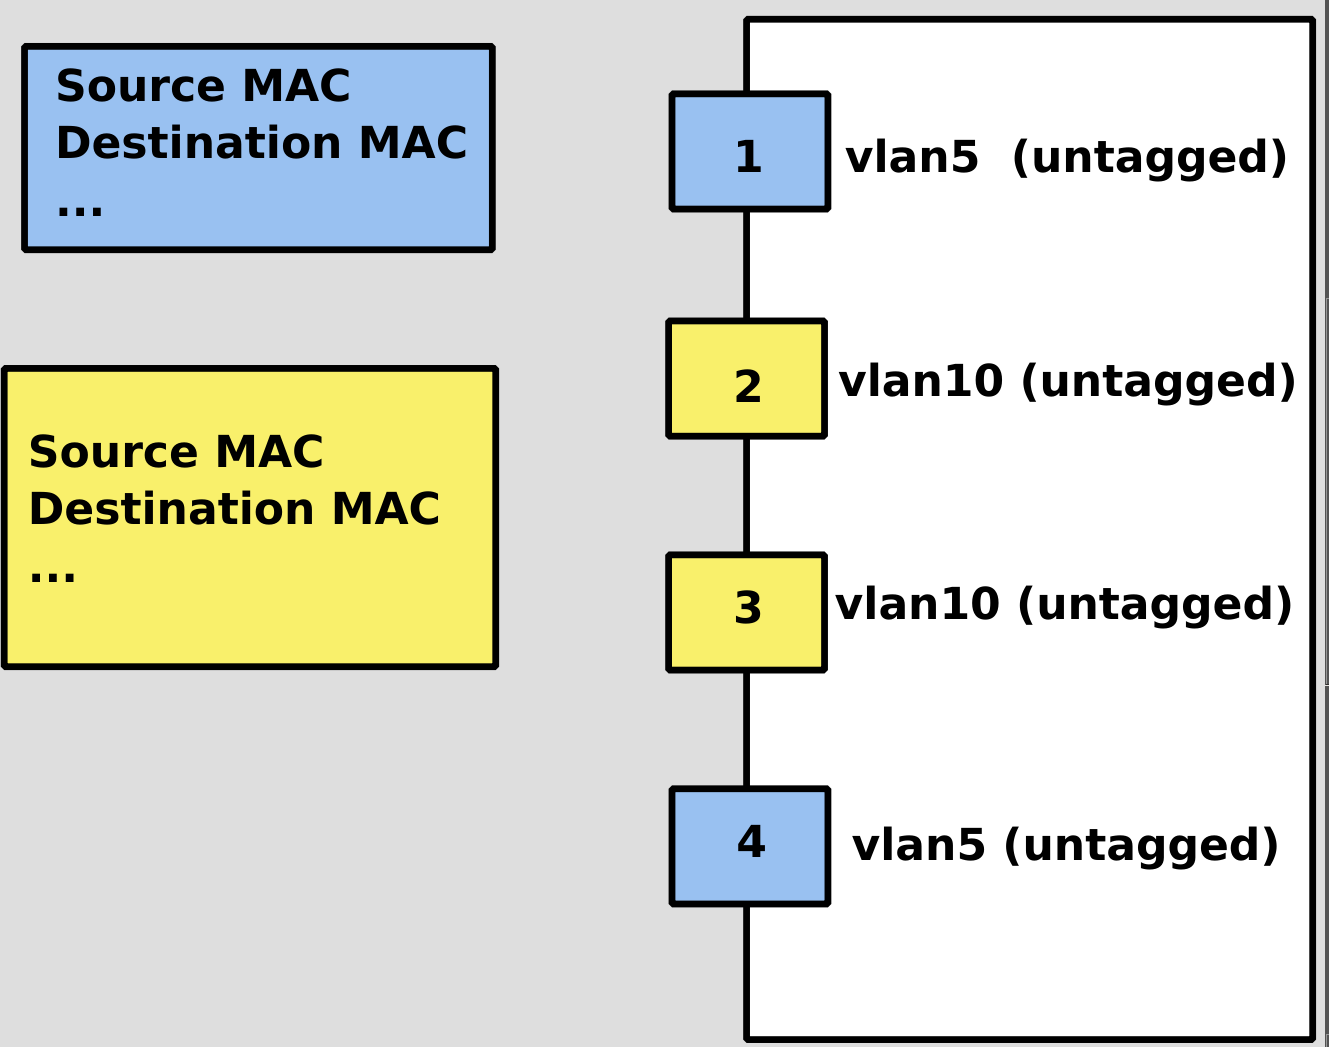 Source MAC
Destination MAC
...
Source MAC
Destination MAC
...
1 vlan5  (untagged)
2 vlan10 (untagged)
3 vlan10 (untagged)
4 vlan5 (untagged)